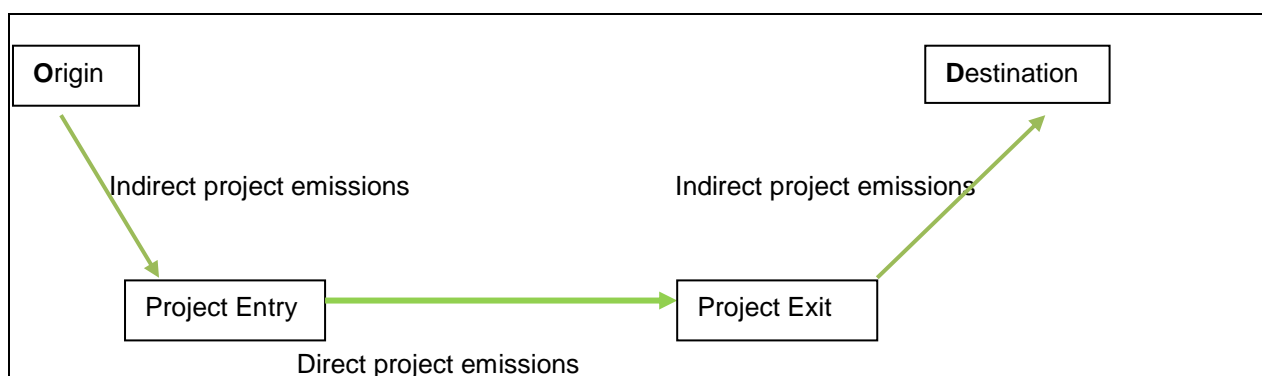 Origin
Destination
Indirect project emissions
Indirect project emissions
Project Entry
Project Exit
Direct project emissions